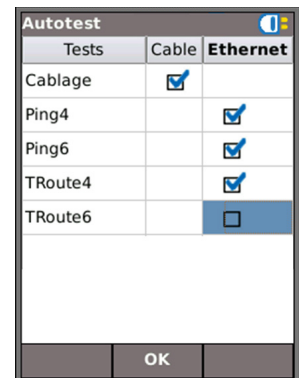 Autotest
Tests Cable Ethernet
Cablage
Ping4
Ping6
TRoute4
TRoute6
OK